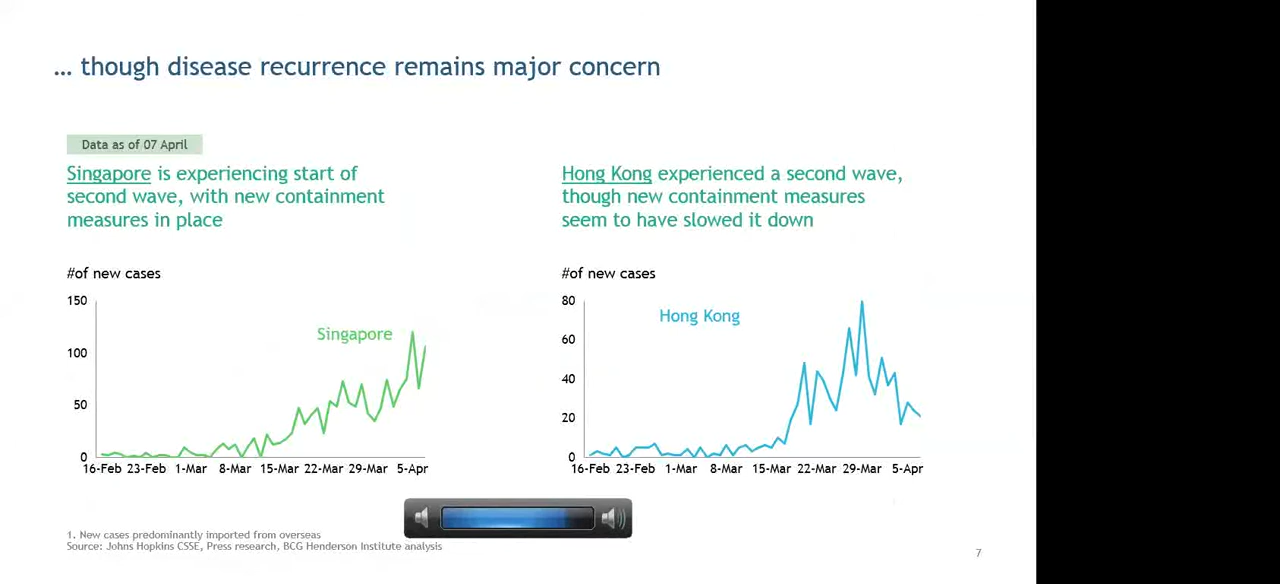 … though disease recurrence remains major concern
Data as of 07 April
Singapore is experiencing start of
second wave, with new containment
measures in place
#of new cases
150
100
50
0
Singapore
16-Feb 23-Feb 1-Mar 8-Mar 15-Mar 22-Mar 29-Mar 5-Apr
Hong Kong experienced a second wave,
though new containment measures
seem to have slowed it down
#of new cases
80
60
40
20
0
Hong Kong
16-Feb 23-Feb 1-Mar 8-Mar 15-Mar 22-Mar 29-Mar 5-Apr
1. New cases predominantly imported from overseas
Source: Johns Hopkins CSSE, Press research, BCG Henderson Institute analysis
7